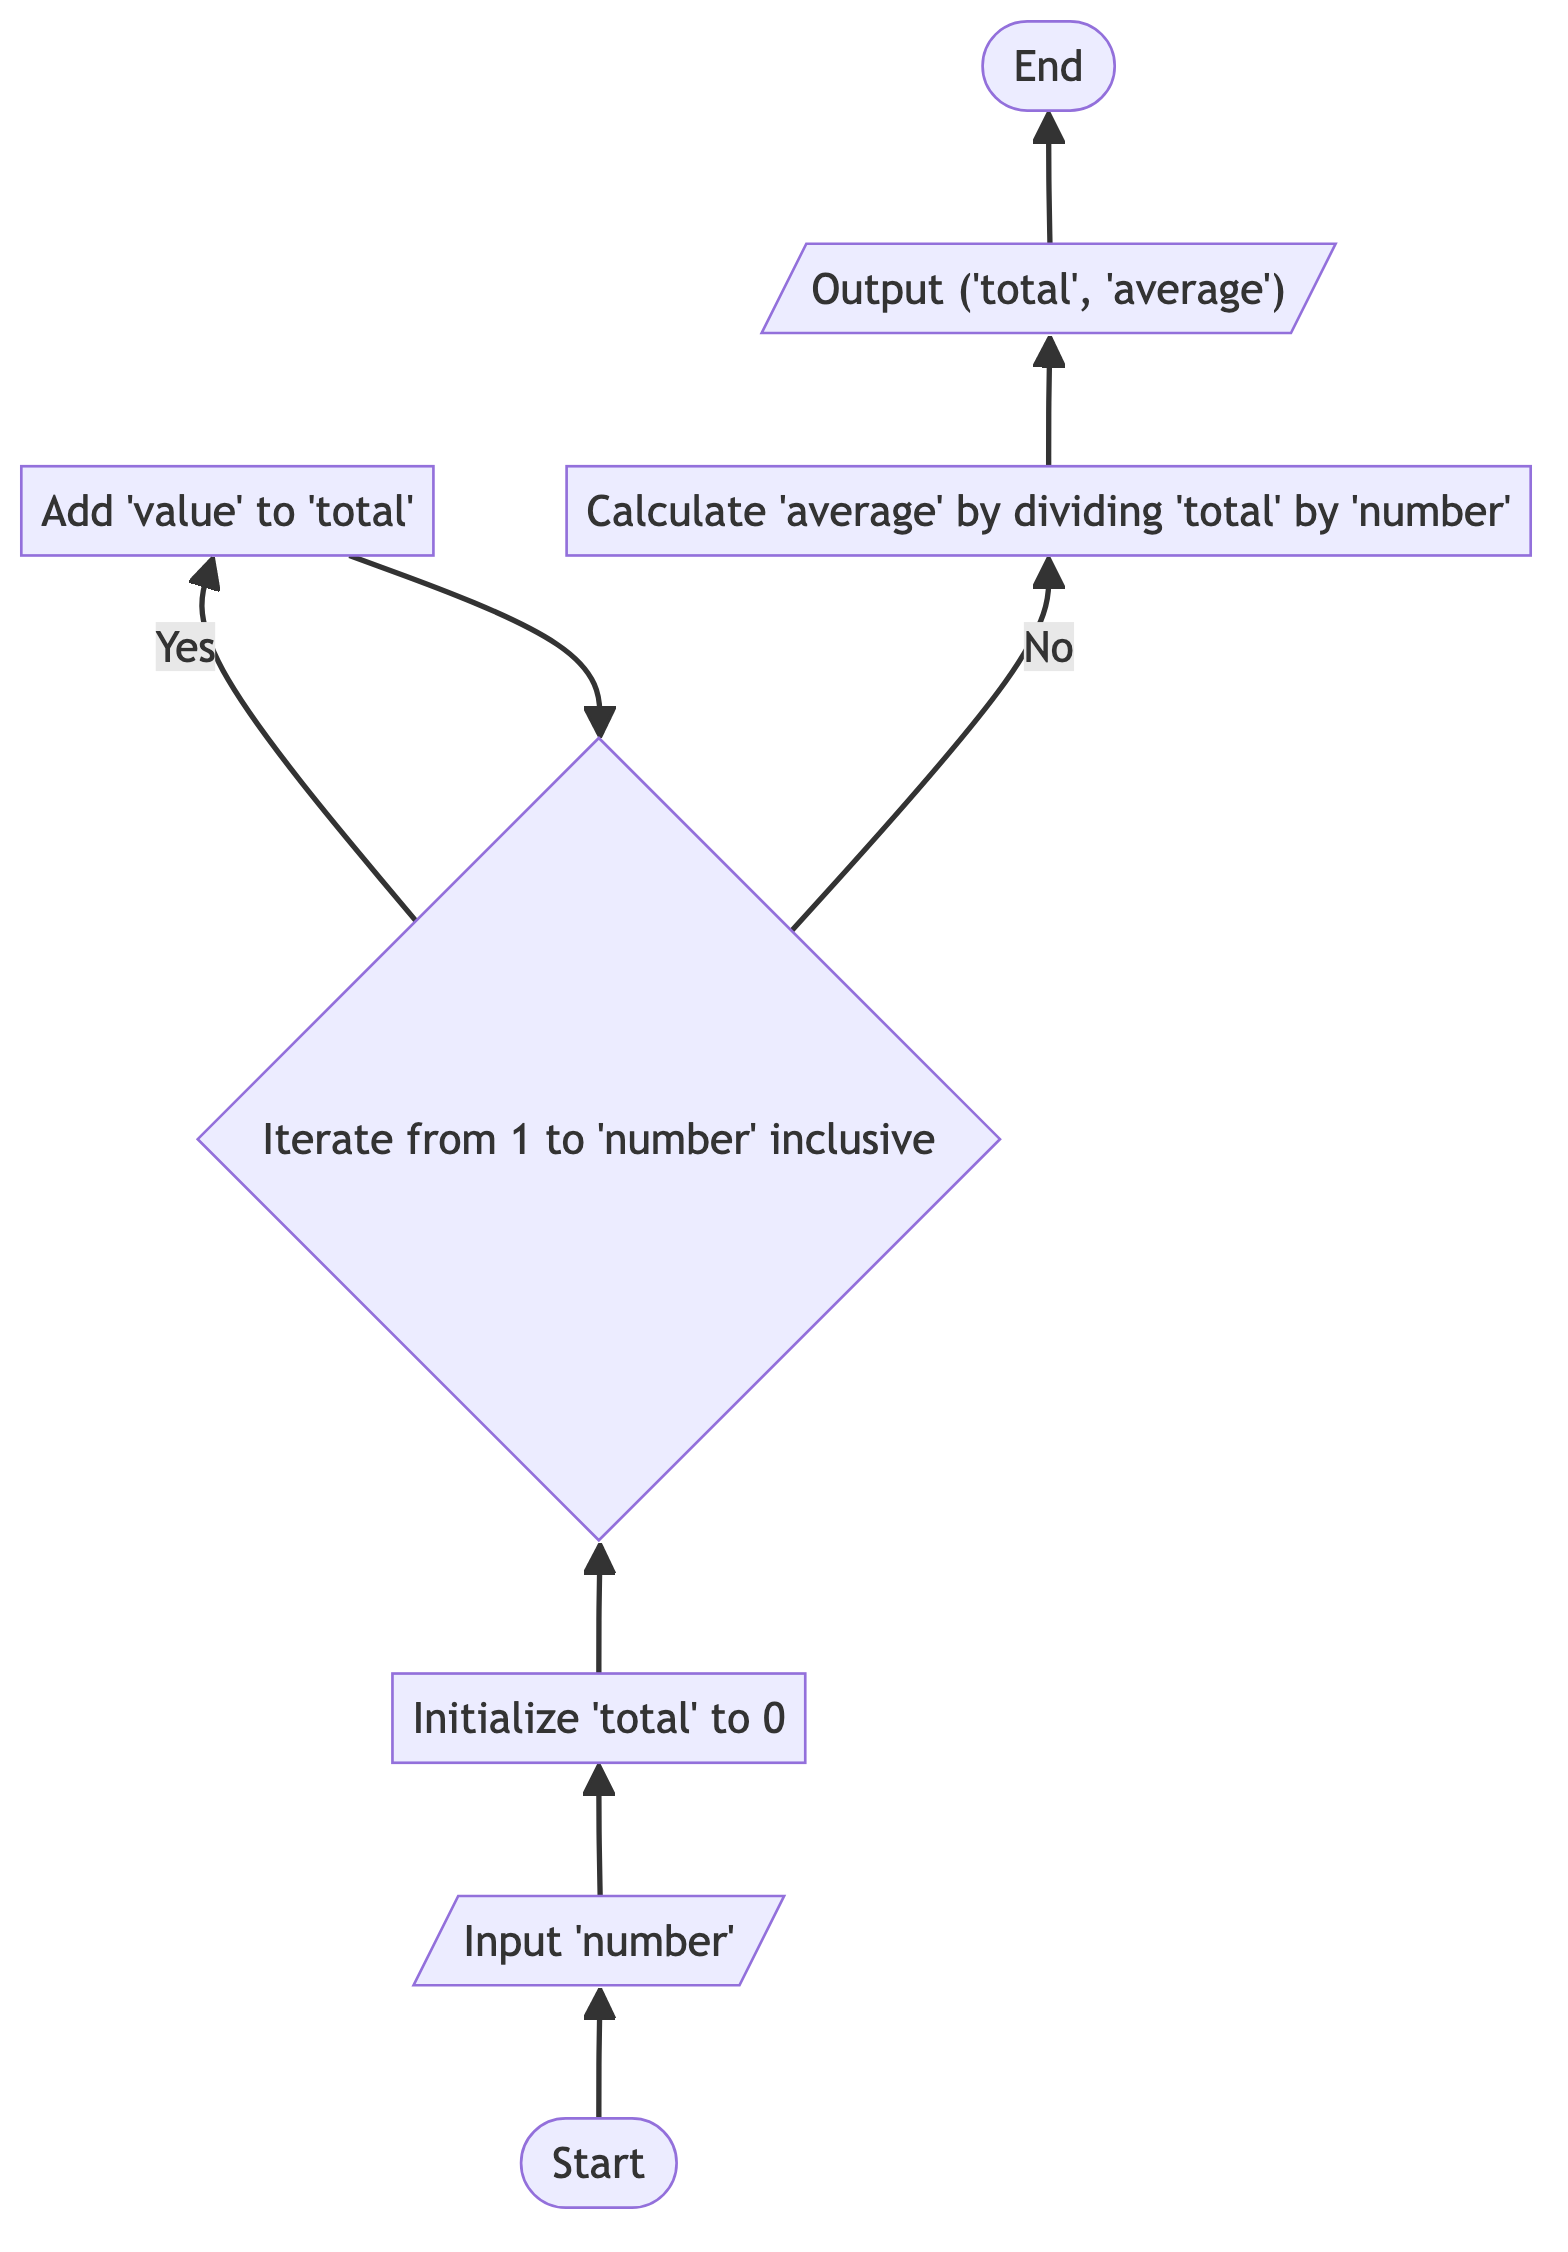 End
Output ('total', 'average')
Add 'value' to 'total'
Calculate 'average' by dividing 'total' by 'number'
Yes
No
Iterate from 1 to 'number' inclusive
Initialize 'total' to 0
Input 'number'
Start